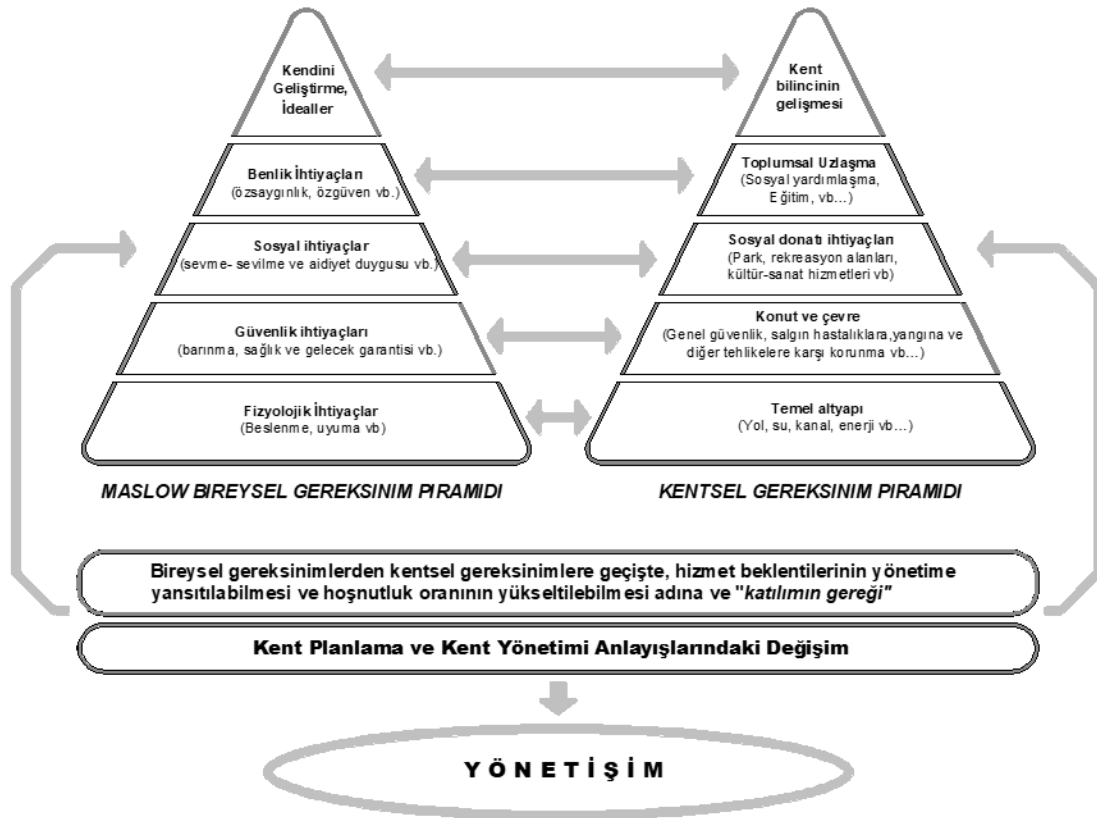 Kendini
Geliştirme,
İdealler
Benlik İhtiyaçları
(özsaygınlık, özgüven vb.)
Sosyal ihtiyaçlar
(sevme- sevilme ve aidiyet duygusu vb.)
Güvenlik ihtiyaçları
(barınma, sağlık ve gelecek garantisi vb.)
Fizyolojik İhtiyaçlar
(Beslenme, uyuma vb)
MASLOW BIREYSEL GEREKSINIM PIRAMIDI
Kent
bilincinin
gelişmesi
Toplumsal Uzlaşma
(Sosyal yardımlaşma,
Eğitim, vb...)
Sosyal donatı ihtiyaçları
(Park, rekreasyon alanları,
kültür-sanat hizmetleri vb)
Konut ve çevre
(Genel güvenlik, salgın hastalıklara,yangına ve
diğer tehlikelere karşı korunma vb...)
Temel altyapı
(Yol, su, kanal, enerji vb...)
KENTSEL GEREKSINIM PIRAMIDI
Bireysel gereksinimlerden kentsel gereksinimlere geçişte, hizmet beklentilerinin yönetime
yansıtılabilmesi ve hoşnutluk oranının yükseltilebilmesi adına ve "katılımın gereği"
Kent Planlama ve Kent Yönetimi Anlayışlarındaki Değişim
YÖNETİŞİM